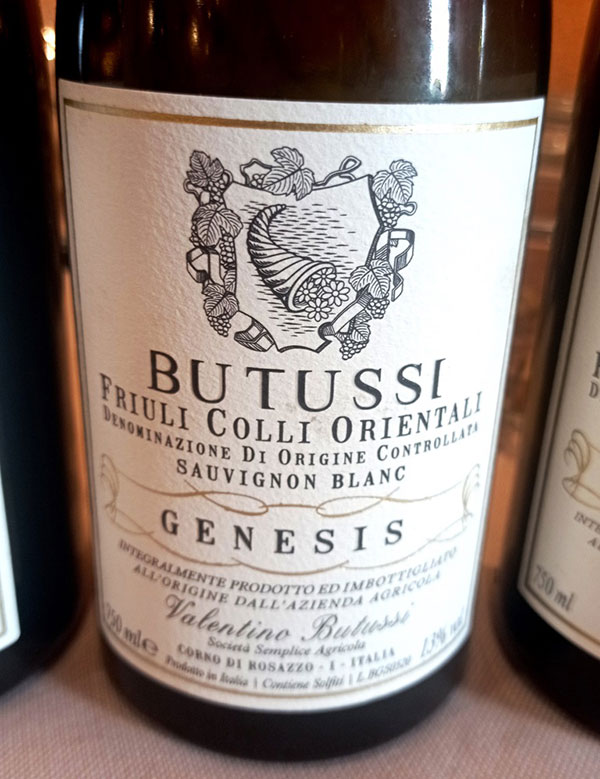 BUTUSSI
FRIULI COLLI ORIENTALI
DENOMINAZIONE DI ORIGINE CONTROLLATA
SAUVIGNON BLANC
GENESIS
INTEGRALMENTE PRODOTTO ED IMBOTTIGLIATO
ALL'ORIGINE DALL'AZIENDA AGRICOLA
Valentino Butussi
Società Semplice Agricola
750 ml e 13% vol
CORNO DI ROSAZZO - I - ITALIA
Prodotto in Italia | Contiene Solfiti |
750 ml